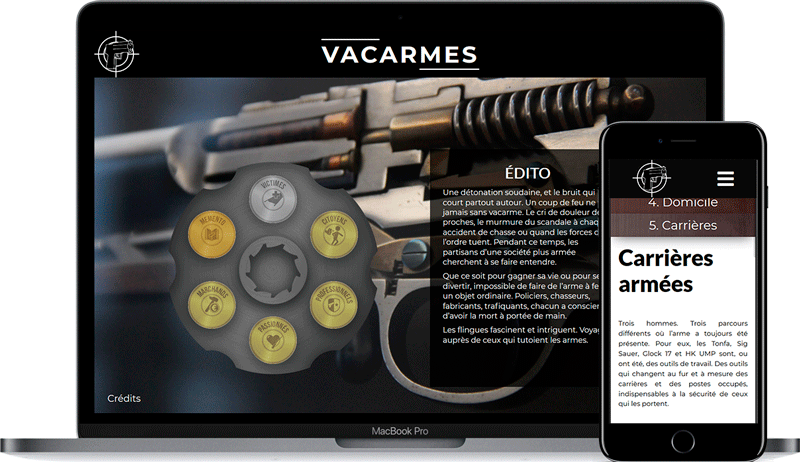 VACARMES
VICTIMES
MEMENTO
CITOYENS
MARCHANDS
PROFESSIONNELS
PASSIONNÉS
ÉDITO
Une détonation soudaine, et le bruit qui
court partout autour. Un coup de feu ne
jamais sans vacarme. Le cri de douleur de
proches, le murmure du scandale à chaq
accident de chasse ou quand les forces d
l'ordre tuent. Pendant ce temps, les
partisans d'une société plus armée
cherchent à se faire entendre.
Que ce soit pour gagner sa vie ou pour se
divertir, impossible de faire de l'arme à fe
un objet ordinaire. Policiers, chasseurs,
fabricants, trafiquants, chacun a conscien
d'avoir la mort à portée de main.
Les flingues fascinent et intriguent. Voyag
auprès de ceux qui tutoient les armes.
Crédits
MacBook Pro
4. Domicile
5. Carrières
Carrières
armées
Trois hommes. Trois parcours
différents où l'arme a toujours été
présente. Pour eux, les Tonfa, Sig
Sauer, Glock 17 et HK UMP sont, ou
ont été, des outils de travail. Des outils
qui changent au fur et à mesure des
carrières et des postes occupés,
indispensables à la sécurité de ceux
qui les portent.